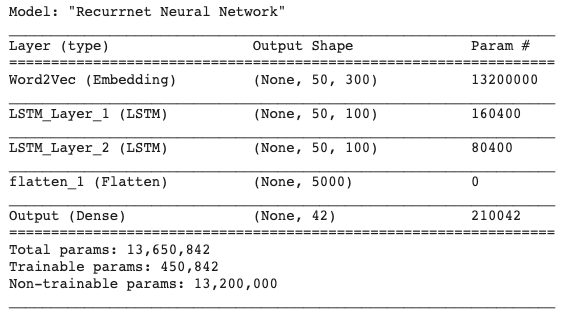 Model: "Recurrnet Neural Network"
Layer (type) Output Shape Param #
Word2Vec (Embedding) (None, 50, 300) 13200000
LSTM_Layer_1 (LSTM) (None, 50, 100) 160400
LSTM_Layer_2 (LSTM) (None, 50, 100) 80400
flatten_1 (Flatten) (None, 5000) 0
Output (Dense) (None, 42) 210042
Total params: 13,650,842
Trainable params: 450,842
Non-trainable params: 13,200,000